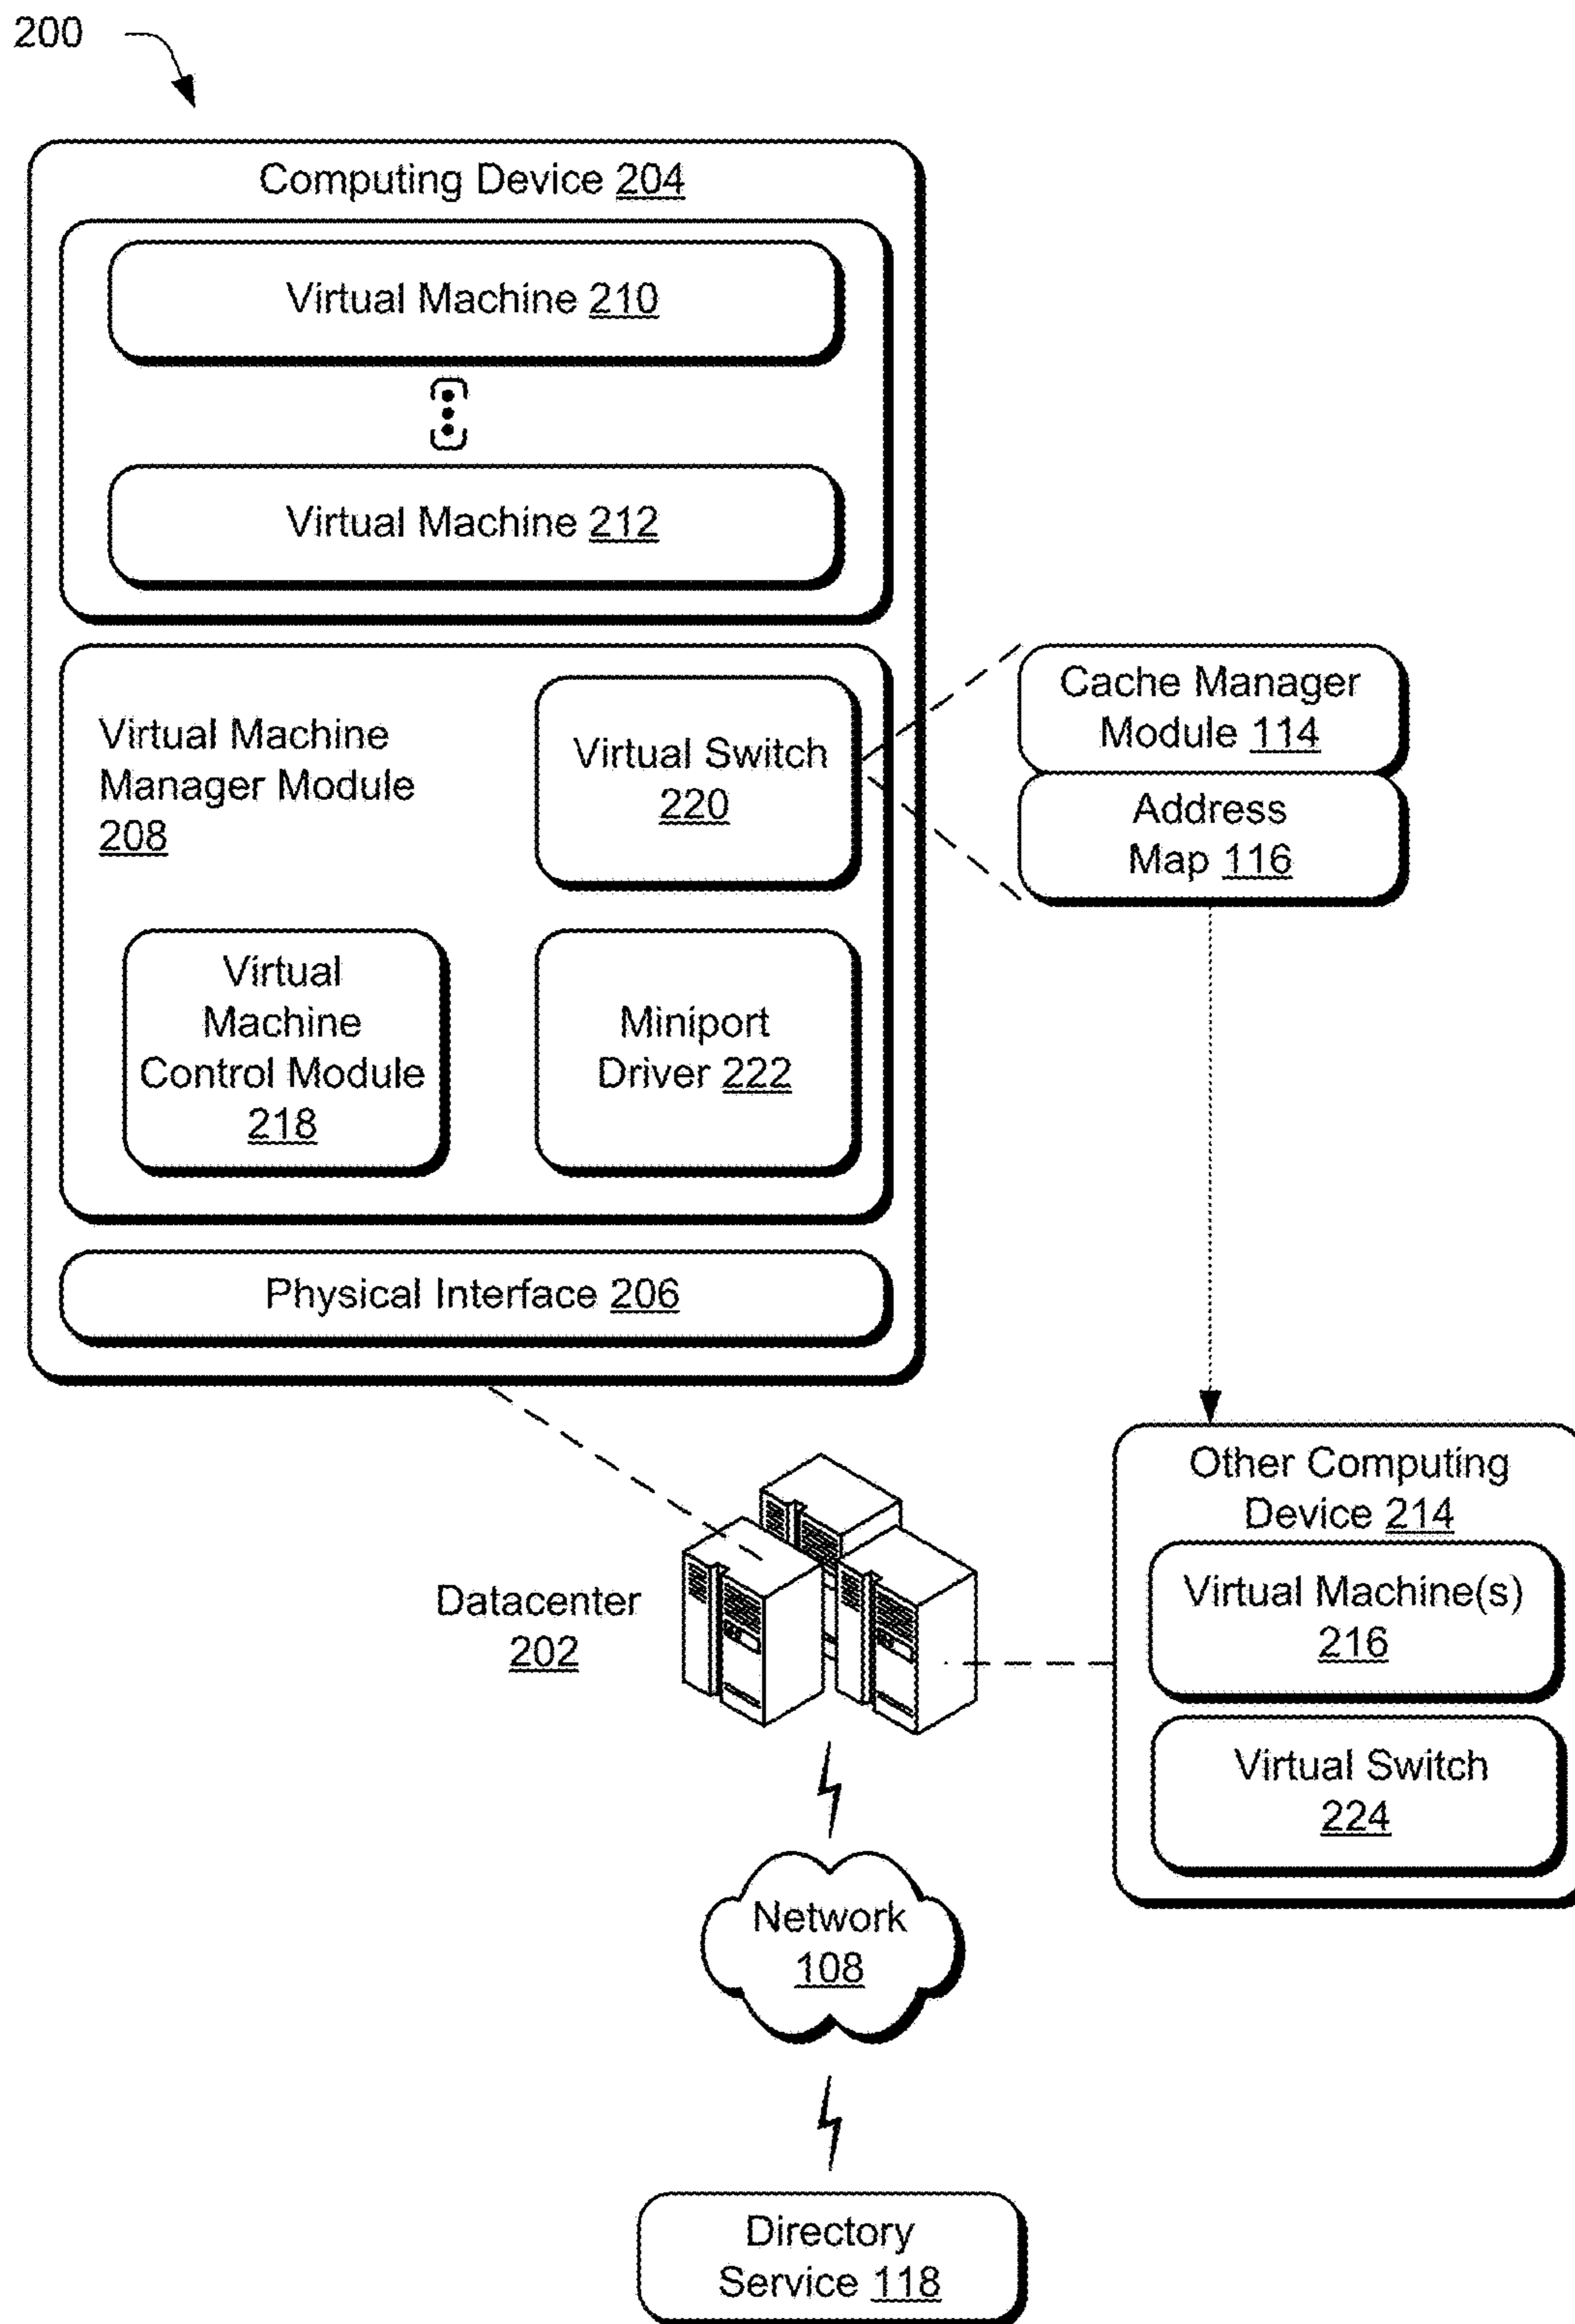 200
Computing Device 204
Virtual Machine 210
Virtual Machine 212
Virtual Machine
Manager Module
208
Virtual Switch
220
Cache Manager
Module 114
Address
Map 116
Virtual
Machine
Control Module
218
Miniport
Driver 222
Physical Interface 206
Other Computing
Device 214
Virtual Machine(s)
216
Virtual Switch
224
Datacenter
202
Network
108
Directory
Service 118